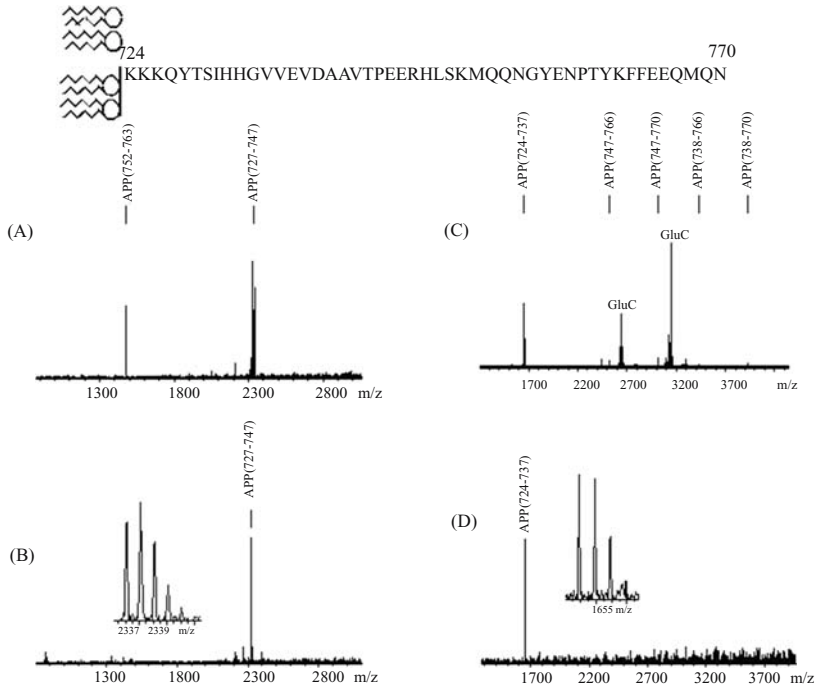 724
770
KKKQYTSIHHGVVEVDAAVTPEERHLSKMQQNGYENPTYKFFEEQMQN
APP(752–763)
APP(727–747)
(A)
1300 1800 2300 2800 m/z
APP(724–737)
APP(747–766)
APP(747–770)
APP(738–766)
APP(738–770)
(C)
GluC
GluC
1700 2200 2700 3200 3700 m/z
APP(727–747)
(B)
2337 2339 m/z
1300 1800 2300 2800 m/z
APP(724–737)
(D)
1655 m/z
1700 2200 2700 3200 3700 m/z